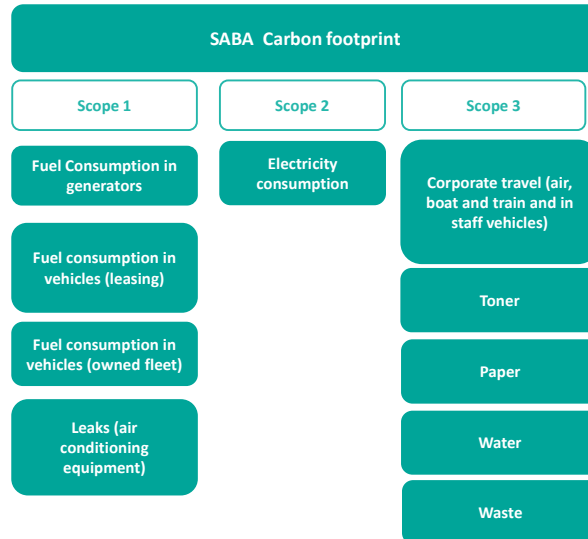 SABA Carbon footprint
Scope 1
Scope 2
Scope 3
Fuel Consumption in
generators
Fuel consumption in
vehicles (leasing)
Fuel consumption in
vehicles (owned fleet)
Leaks (air
conditioning
equipment)
Electricity
consumption
Corporate travel (air,
boat and train and in
staff vehicles)
Toner
Paper
Water
Waste